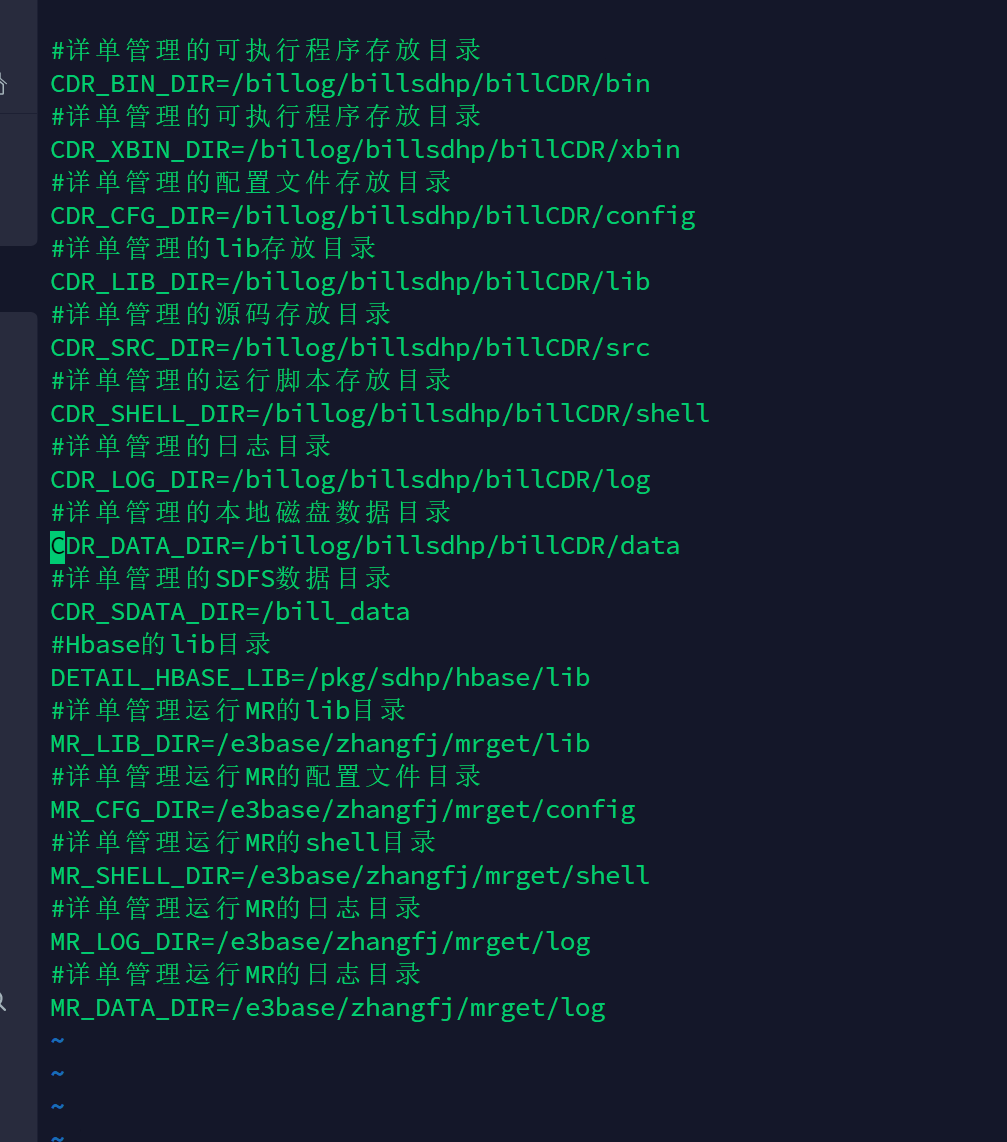 #详单管理的可执行程序存放目录
CDR_BIN_DIR=/billog/billsdhp/billCDR/bin
#详单管理的可执行程序存放目录
CDR_XBIN_DIR=/billog/billsdhp/billCDR/xbin
#详单管理的配置文件存放目录
CDR_CFG_DIR=/billog/billsdhp/billCDR/config
#详单管理的lib存放目录
CDR_LIB_DIR=/billog/billsdhp/billCDR/lib
#详单管理的源码存放目录
CDR_SRC_DIR=/billog/billsdhp/billCDR/src
#详单管理的运行脚本存放目录
CDR_SHELL_DIR=/billog/billsdhp/billCDR/shell
#详单管理的日志目录
CDR_LOG_DIR=/billog/billsdhp/billCDR/log
#详单管理的本地磁盘数据目录
CDR_DATA_DIR=/billog/billsdhp/billCDR/data
#详单管理的SDFS数据目录
CDR_SDATA_DIR=/bill_data
#Hbase的lib目录
DETAIL_HBASE_LIB=/pkg/sdhp/hbase/lib
#详单管理运行MR的lib目录
MR_LIB_DIR=/e3base/zhangfj/mrget/lib
#详单管理运行MR的配置文件目录
MR_CFG_DIR=/e3base/zhangfj/mrget/config
#详单管理运行MR的shell目录
MR_SHELL_DIR=/e3base/zhangfj/mrget/shell
#详单管理运行MR的日志目录
MR_LOG_DIR=/e3base/zhangfj/mrget/log
#详单管理运行MR的日志目录
MR_DATA_DIR=/e3base/zhangfj/mrget/log
~
~
~
~